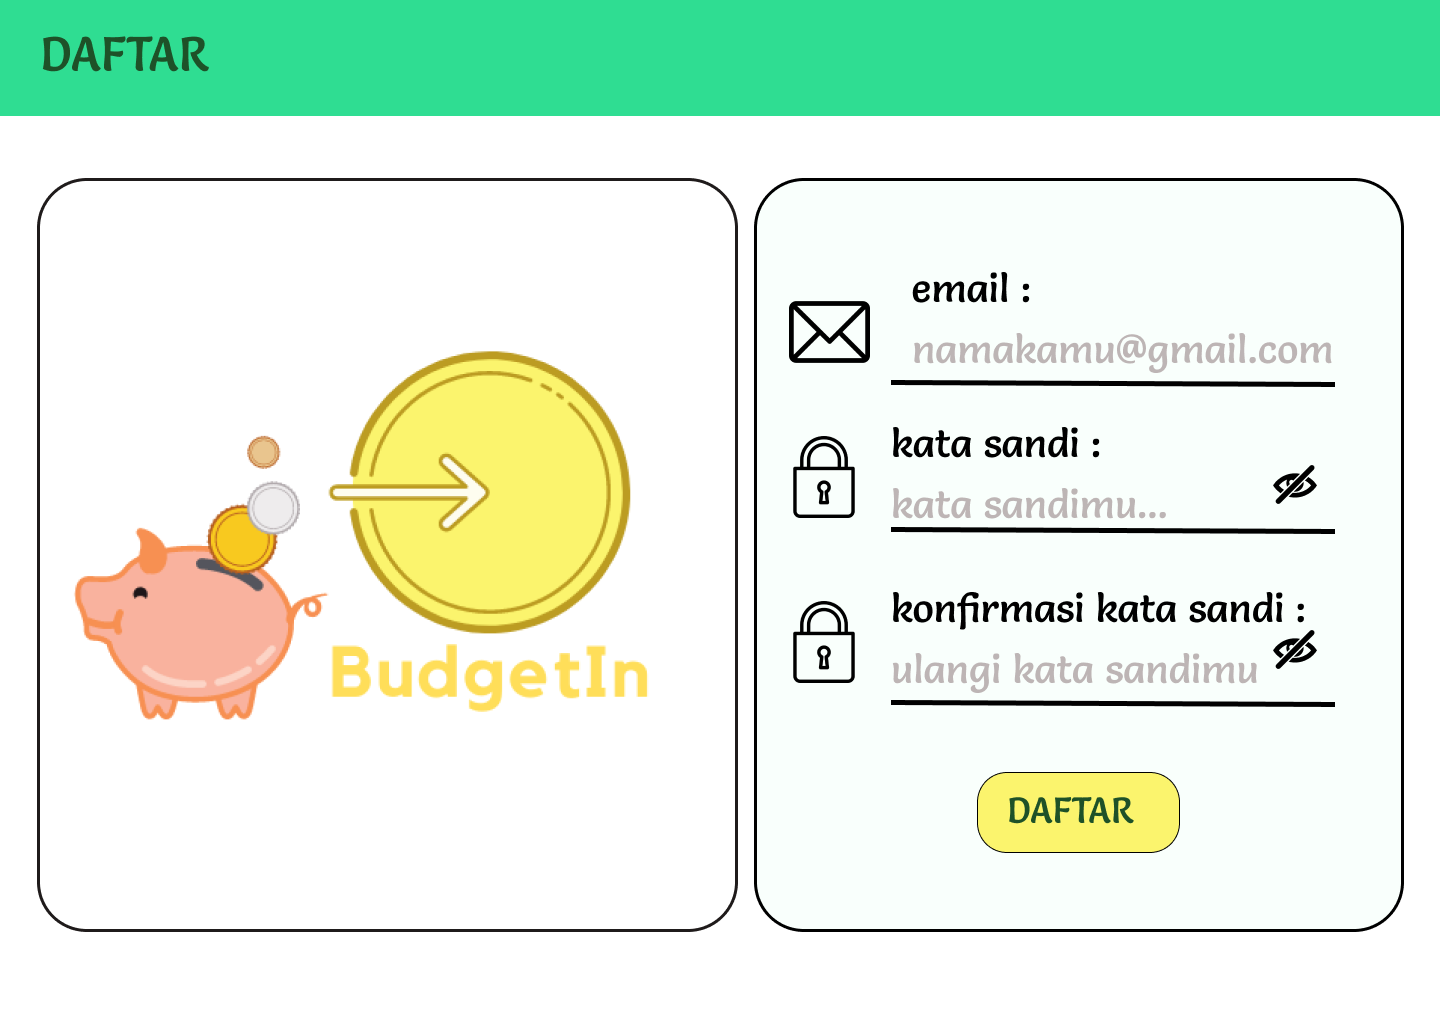 DAFTAR
BudgetIn
email :
namakamu@gmail.com
kata sandi :
kata sandimu...
konfirmasi kata sandi :
ulangi kata sandimu
DAFTAR